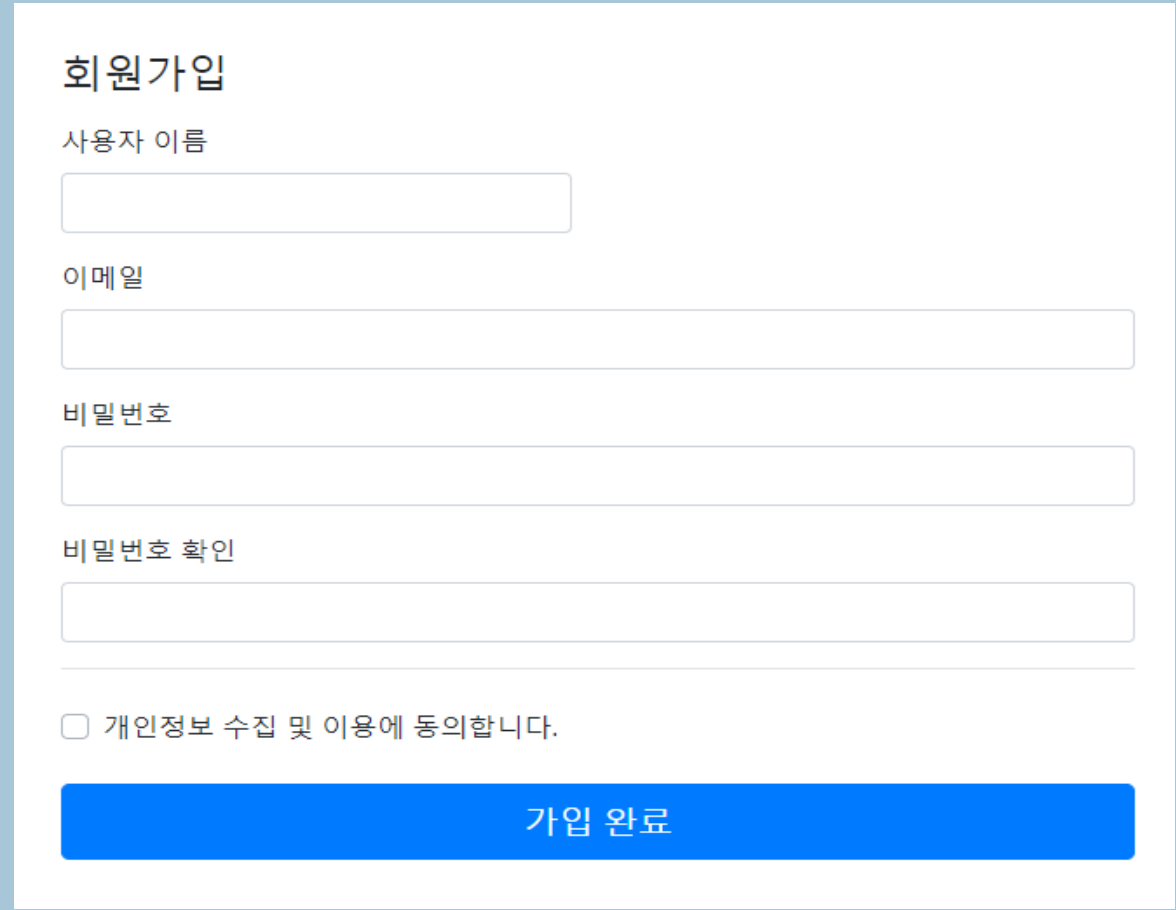 회원가입
사용자 이름
이메일
비밀번호
비밀번호 확인
개인정보 수집 및 이용에 동의합니다.
가입 완료